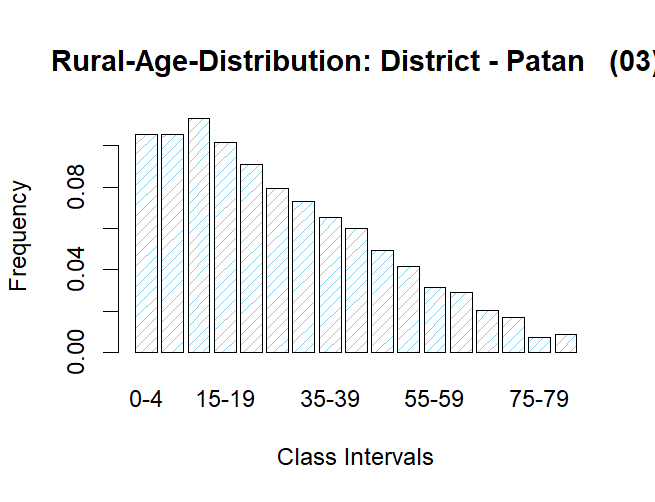 Rural-Age-Distribution: District - Patan (03)
Frequency
0.00
0.04
0.08
0-4
15-19
35-39
55-59
75-79
Class Intervals